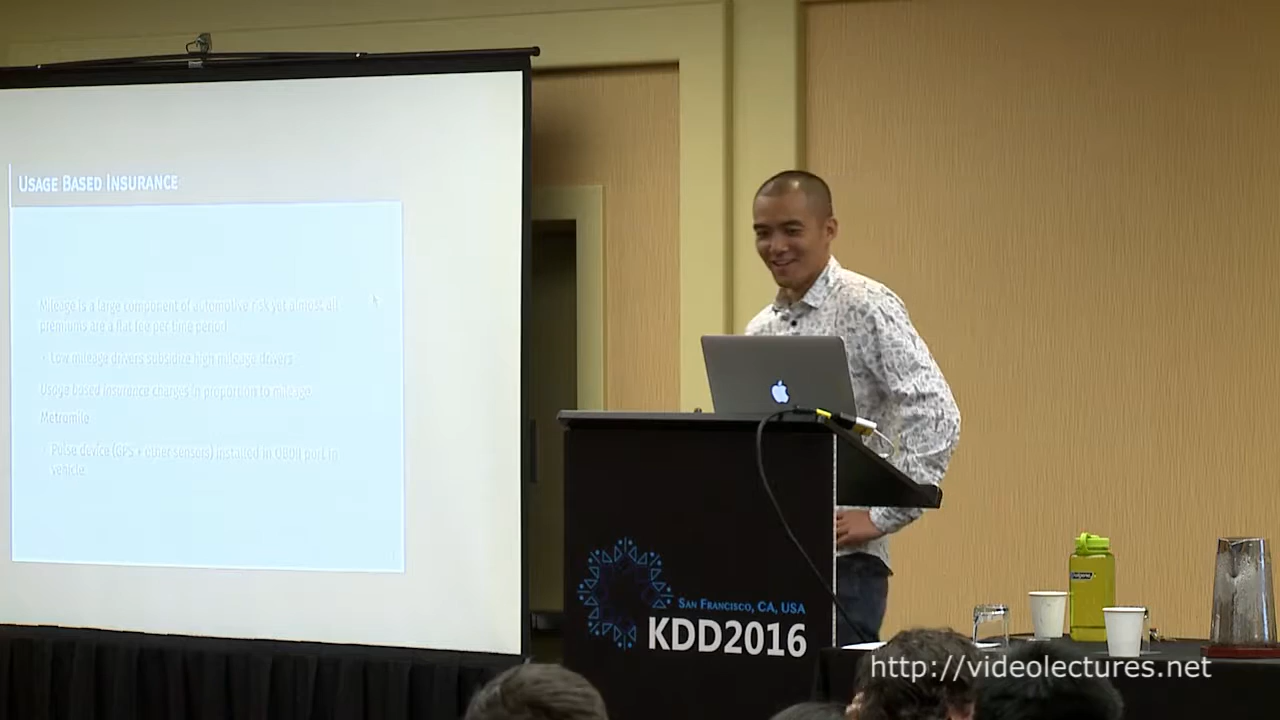 USAGE BASED INSURANCE
Mileage is a large component of automotive risk yet almost all
premiums are a flat fee per time period
Low mileage drivers subsidize high mileage drivers
Usage based insurance charges in proportion to mileage
Metromile
Pulse device (GPS + other sensors) installed in OBDII port in
vehicle
SAN FRANCISCO, CA, USA
KDD2016
http://videolectures.net